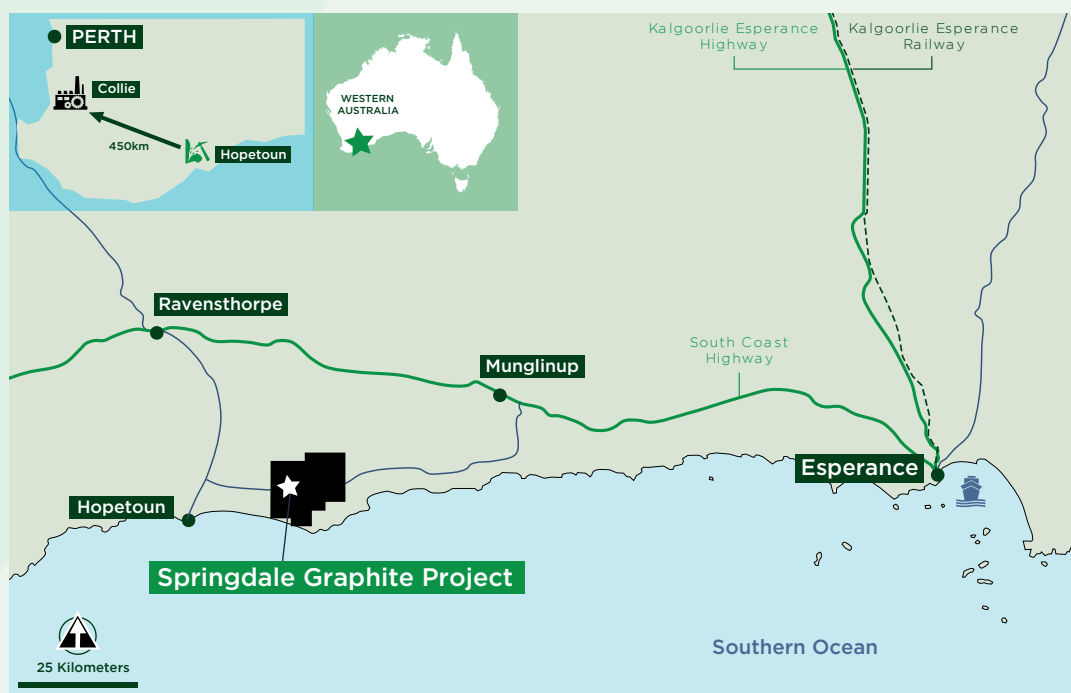 PERTH
Collie
450km
Hopetoun
WESTERN
AUSTRALIA
Kalgoorlie Esperance
Highway
Kalgoorlie Esperance
Railway
Ravensthorpe
South Coast
Highway
Munglinup
Esperance
Hopetoun
Springdale Graphite Project
Southern Ocean
25 Kilometers